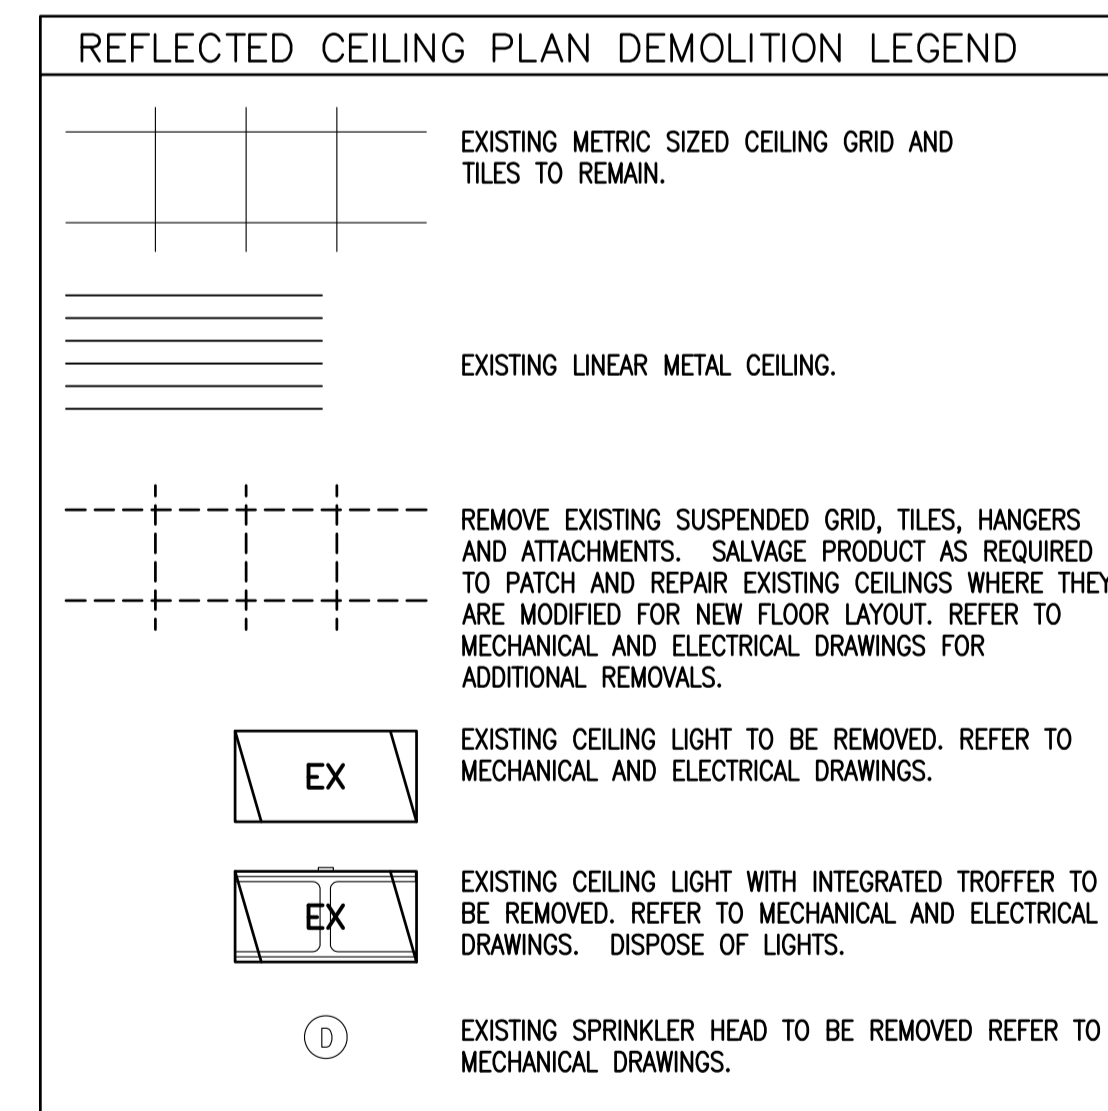 REFLECTED CEILING PLAN DEMOLITION LEGEND
EXISTING METRIC SIZED CEILING GRID AND
TILES TO REMAIN.
EXISTING LINEAR METAL CEILING.
REMOVE EXISTING SUSPENDED GRID, TILES, HANGERS
AND ATTACHMENTS. SALVAGE PRODUCT AS REQUIRED
TO PATCH AND REPAIR EXISTING CEILINGS WHERE THEY
ARE MODIFIED FOR NEW FLOOR LAYOUT. REFER TO
MECHANICAL AND ELECTRICAL DRAWINGS FOR
ADDITIONAL REMOVALS.
EX
EXISTING CEILING LIGHT TO BE REMOVED. REFER TO
MECHANICAL AND ELECTRICAL DRAWINGS.
EX
EXISTING CEILING LIGHT WITH INTEGRATED TROFFER TO
BE REMOVED. REFER TO MECHANICAL AND ELECTRICAL
DRAWINGS. DISPOSE OF LIGHTS.
D
EXISTING SPRINKLER HEAD TO BE REMOVED REFER TO
MECHANICAL DRAWINGS.